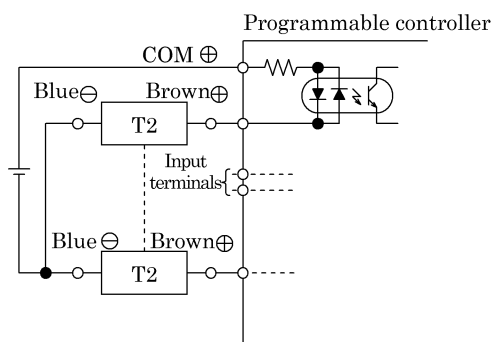 Programmable controller
COM ⊕
Blue⊖ Brown⊕
T2
Input
terminals
Blue⊖ Brown⊕
T2